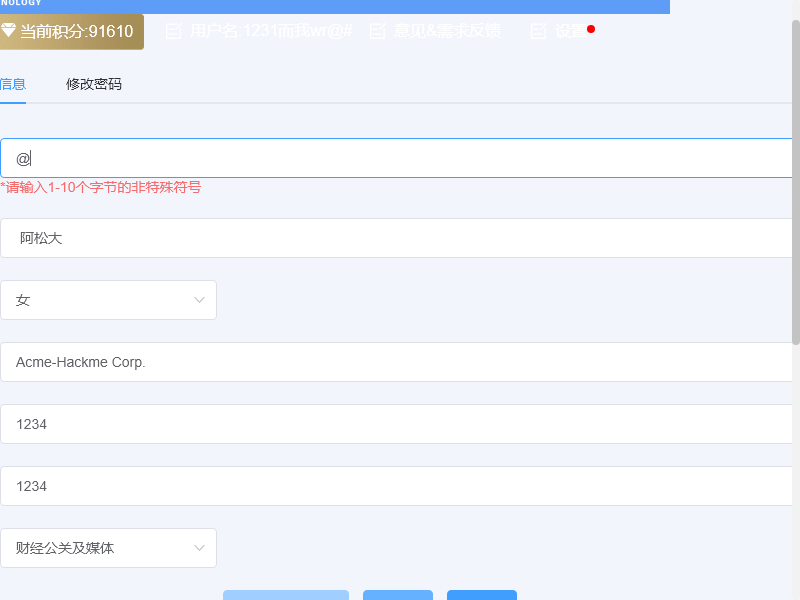 NOLOGY
当前积分:91610 用户名:1231而我wr@# 意见&需求反馈 设置
信息 修改密码
@
*请输入1-10个字节的非特殊符号
阿松大
女
Acme-Hackme Corp.
1234
1234
财经公关及媒体